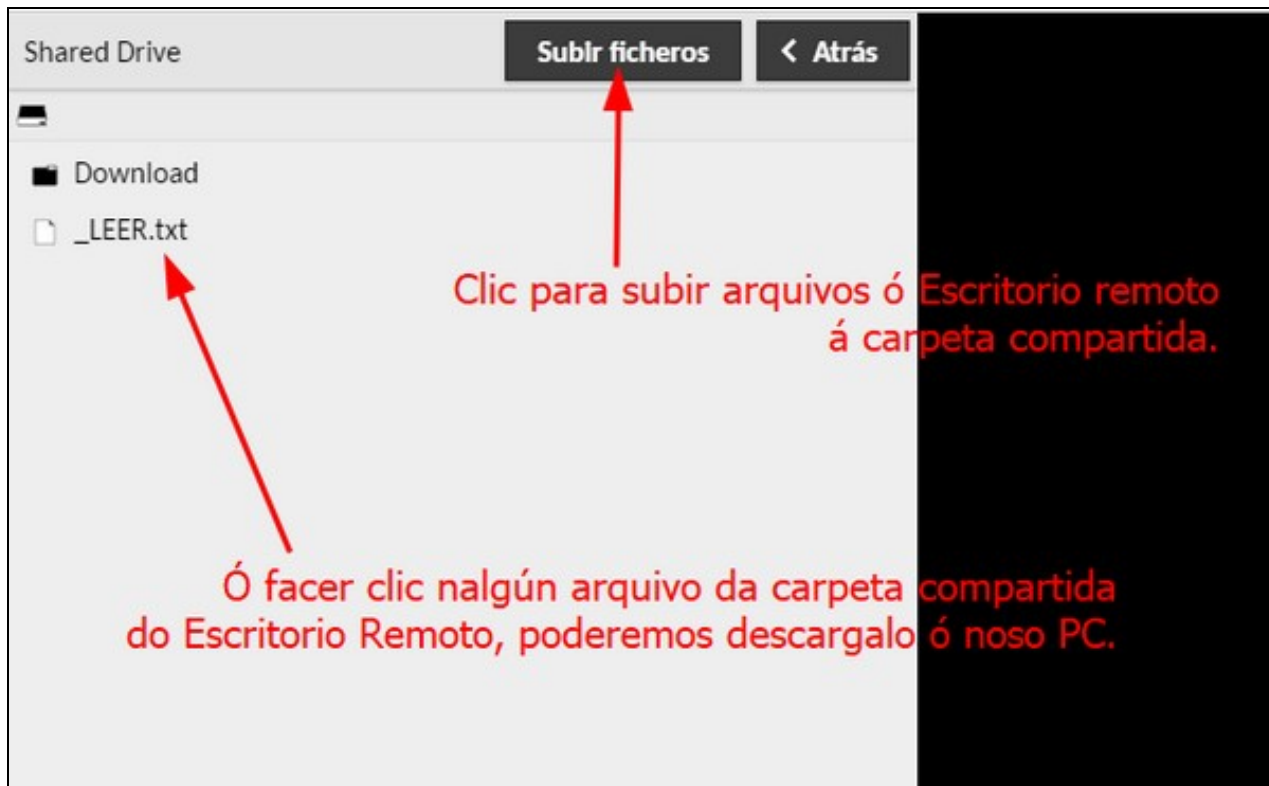 Shared Drive
Subir ficheros
Atrás
Download
_LEER.txt
Clic para subir arquivos ó Escritorio remoto
á carpeta compartida.
Ó facer clic nalgún arquivo da carpeta compartida
do Escritorio Remoto, poderemos descargalo ó noso PC.